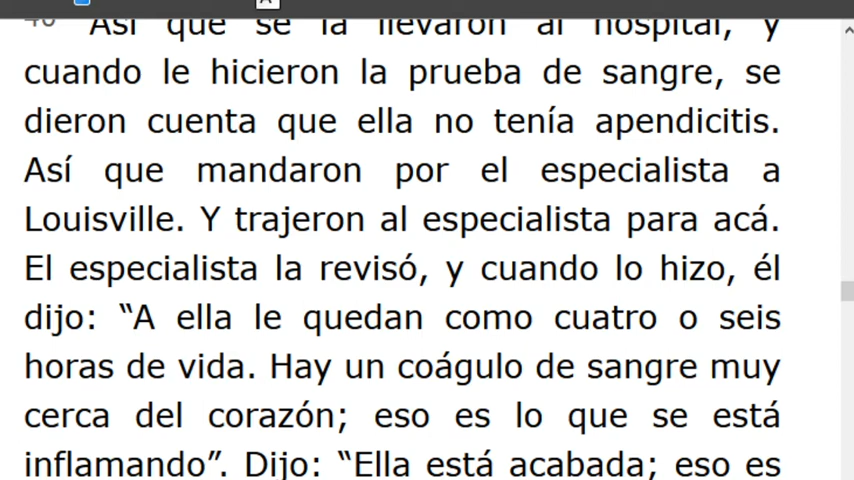 40 Así que se la llevaron al hospital, y
cuando le hicieron la prueba de sangre, se
dieron cuenta que ella no tenía apendicitis.
Así que mandaron por el especialista a
Louisville. Y trajeron al especialista para acá.
El especialista la revisó, y cuando lo hizo, él
dijo: “A ella le quedan como cuatro o seis
horas de vida. Hay un coágulo de sangre muy
cerca del corazón; eso es lo que se está
inflamando”. Dijo: “Ella está acabada; eso es